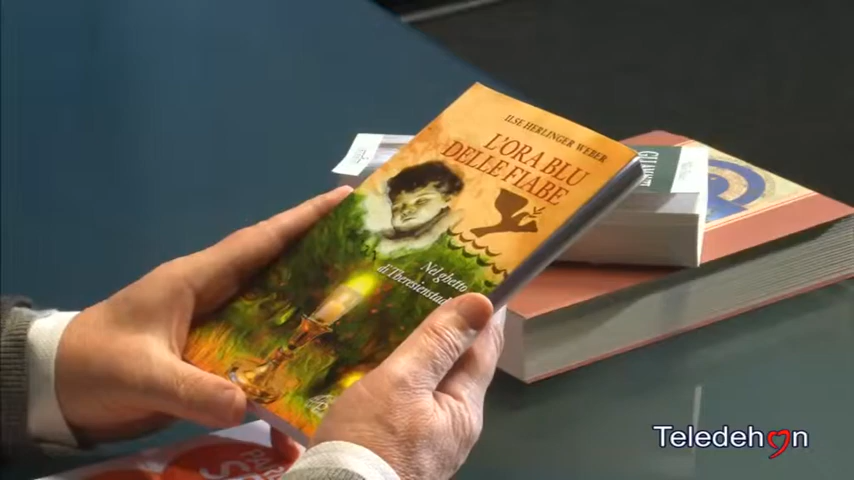 ILSE HERLINGER WEBER
L'ORA BLU
DELLE FIABE
Nel ghetto
di Theresienstadt
Teledehon